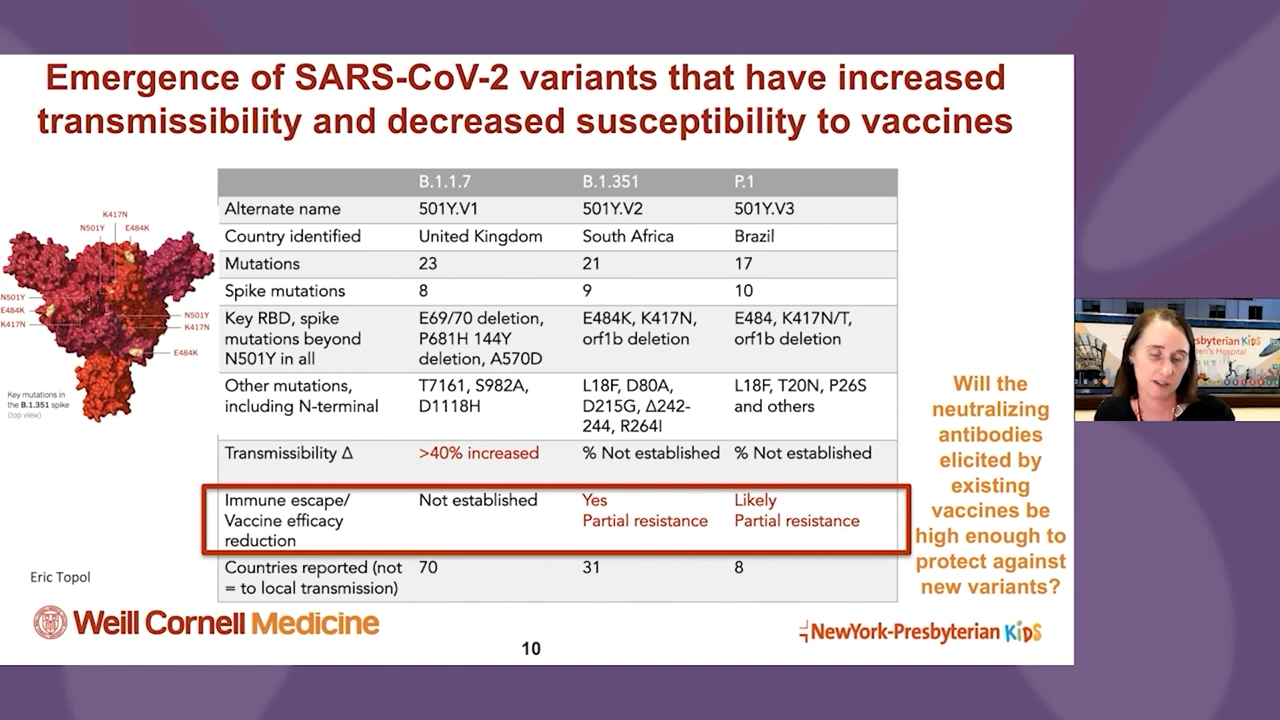 Emergence of SARS-CoV-2 variants that have increased
transmissibility and decreased susceptibility to vaccines
B.1.1.7 B.1.351 P.1
Alternate name 501Y.V1 501Y.V2 501Y.V3
Country identified United Kingdom South Africa Brazil
Mutations 23 21 17
Spike mutations 8 9 10
Key RBD, spike
mutations beyond
N501Y in all
E69/70 deletion,
P681H 144Y
deletion, A570D
E484K, K417N,
orf1b deletion
E484, K417N/T,
orf1b deletion
Other mutations,
including N-terminal
T7161, S982A,
D1118H
L18F, D80A,
D215G, Δ242-
244, R264I
L18F, T20N, P26S
and others
Transmissibility Δ >40% increased % Not established % Not established
Immune escape/
Vaccine efficacy
reduction
Not established
Yes
Partial resistance
Likely
Partial resistance
Countries reported (not
= to local transmission)
70 31 8
K417N
N501Y E484K
N501Y
E484K
K417N
N501Y
K417N
E484K
Key mutations in
the B.1.351 spike
(top view)
Will the
neutralizing
antibodies
elicited by
existing
vaccines be
high enough to
protect against
new variants?
Eric Topol
Weill Cornell Medicine
10
NewYork-Presbyterian KiDS
byterian KiDS
ren's Hospital